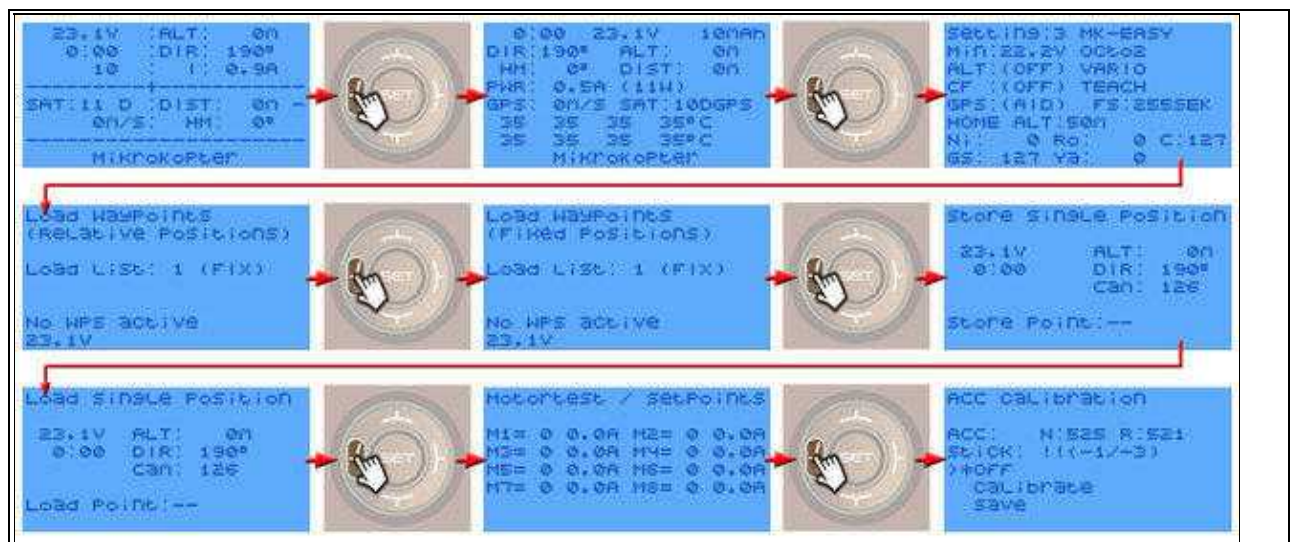 23.1V :ALT: 0m
0:00 :DIR: 190°
10 : I: 0.9A
SAT:11 D :DIST: 0m
0m/s: HM: 0°
MikroKopter
SET
0:00 23.1V 10mAh
DIR:190° ALT: 0m
HM: 0° DIST: 0m
PWR: 0.5A (11W)
GPS: 0m/s SAT:10DGPS
35 35 35 35°C
35 35 35 35°C
MikroKopter
SET
Setting:3 MK-EASY
Min:22.2V Octo2
ALT:(OFF) VARIO
CF :(OFF) TEACH
GPS:(AID) FS:255SEK
HOME ALT:50m
Ni: 0 Ro: 0 C:127
GS: 127 Ya: 0
Load WayPoints
(Relative Positions)
Load List: 1 (FIX)
No WPs active
23.1V
SET
Load WayPoints
(Fixed Positions)
Load List: 1 (FIX)
No WPs active
23.1V
SET
Store Single Position
23.1V ALT: 0m
0:00 DIR: 190°
Cam: 126
Store Point:--
Load Single Position
23.1V ALT: 0m
0:00 DIR: 190°
Cam: 126
Load Point:--
SET
Motortest / SetPoints
M1= 0 0.0A M2= 0 0.0A
M3= 0 0.0A M4= 0 0.0A
M5= 0 0.0A M6= 0 0.0A
M7= 0 0.0A M8= 0 0.0A
SET
ACC Calibration
ACC: N:525 R:521
Stick: !((-1/-3)
>*OFF
Calibrate
Save